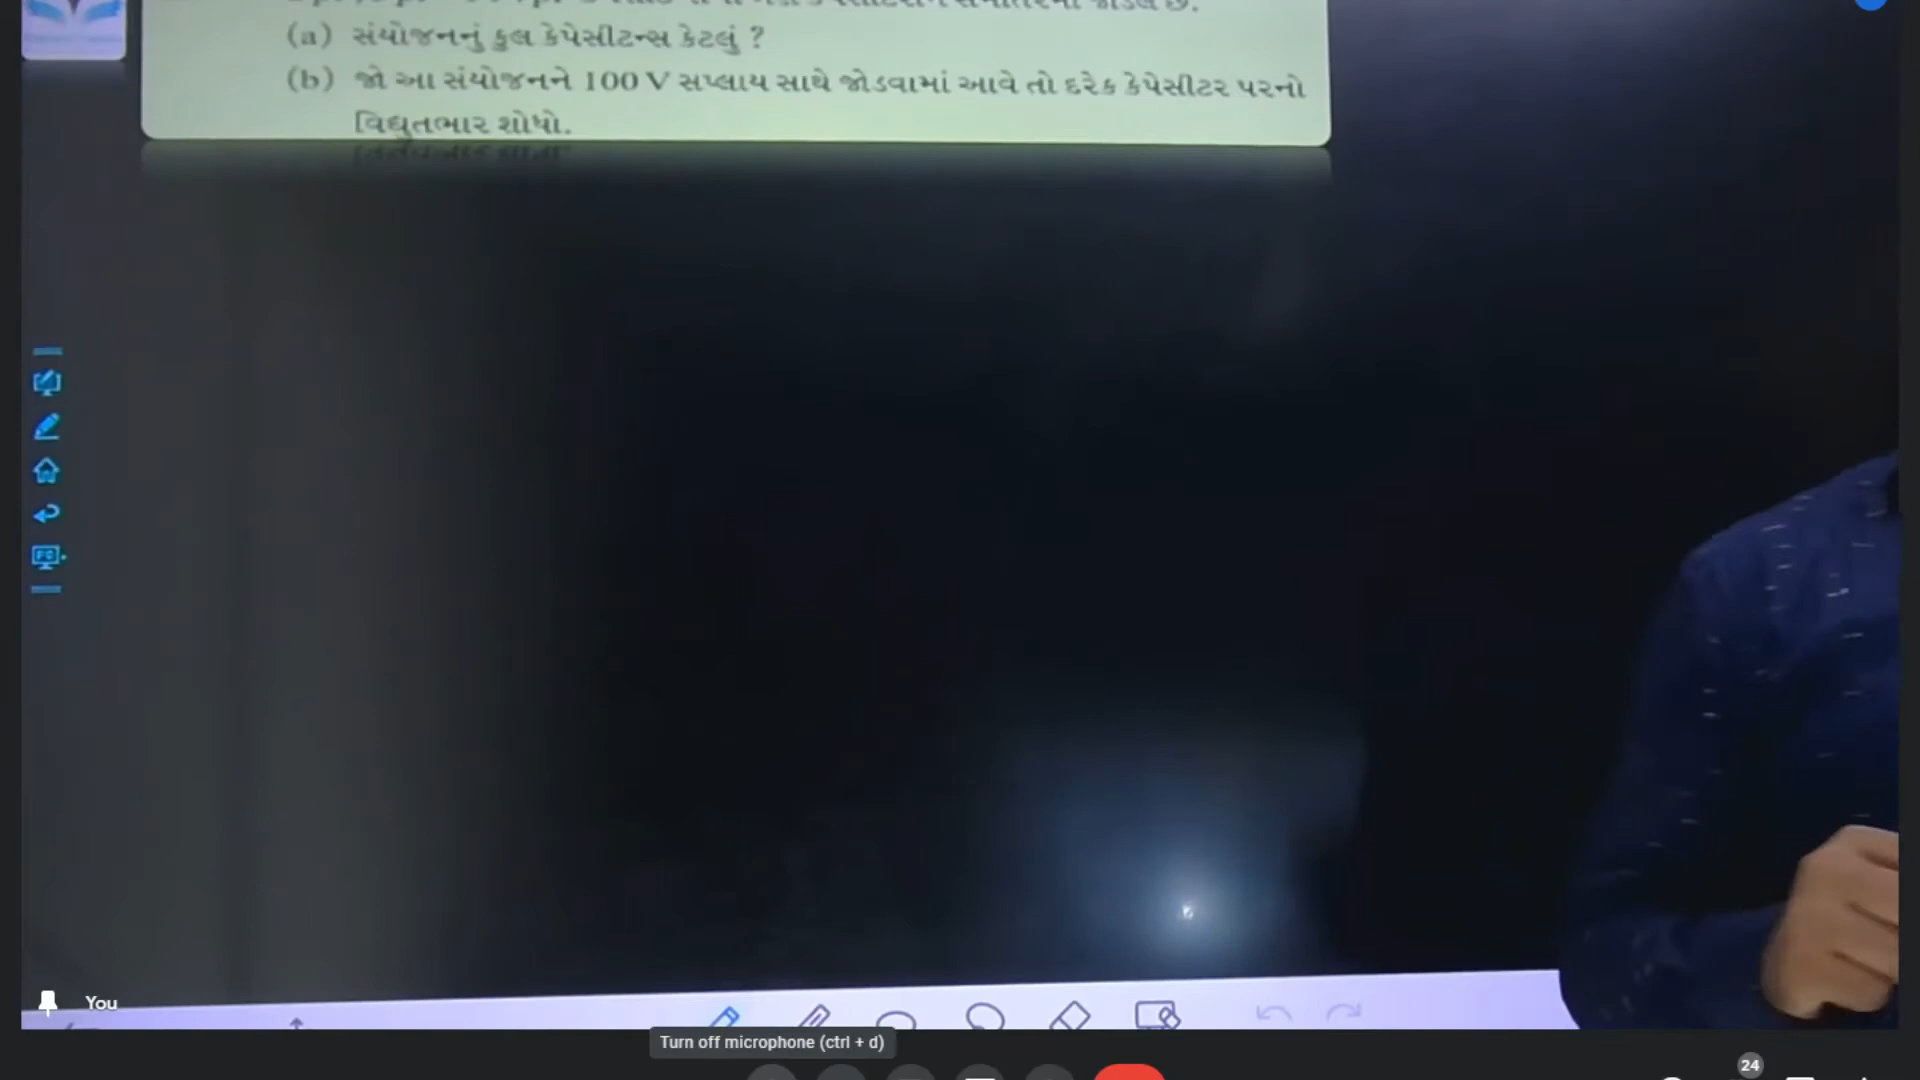 (a) સંયોજનનું કુલ કેપેસીટન્સ કેટલું ?
(b) જો આ સંયોજનને 100 V સપ્લાય સાથે જોડવામાં આવે તો દરેક કેપેસીટર પરનો
વિદ્યુતભાર શોધો.
You
Turn off microphone (ctrl + d)
24